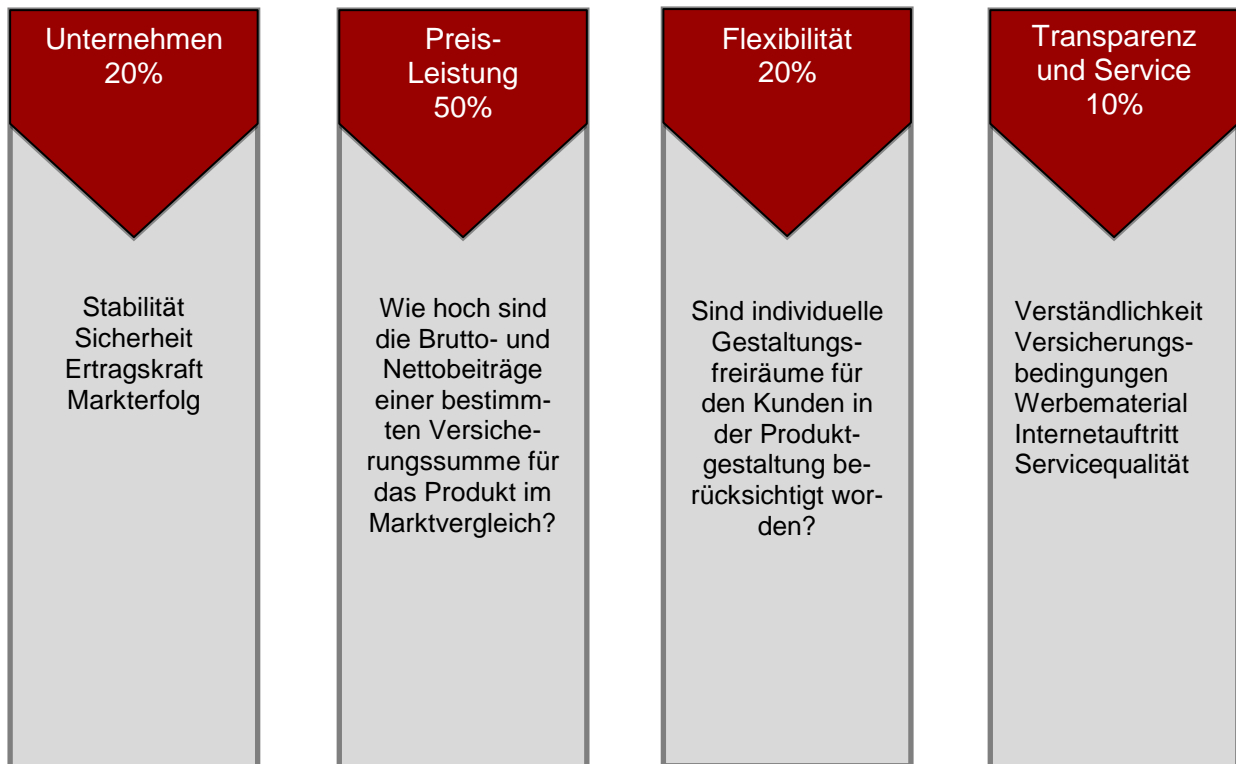 Unternehmen
20%
Stabilität
Sicherheit
Ertragskraft
Markterfolg
Preis-
Leistung
50%
Wie hoch sind
die Brutto- und
Nettobeiträge
einer bestimm-
ten Versiche-
rungssumme für
das Produkt im
Marktvergleich?
Flexibilität
20%
Sind individuelle
Gestaltungs-
freiräume für
den Kunden in
der Produkt-
gestaltung be-
rücksichtigt wor-
den?
Transparenz
und Service
10%
Verständlichkeit
Versicherungs-
bedingungen
Werbematerial
Internetauftritt
Servicequalität